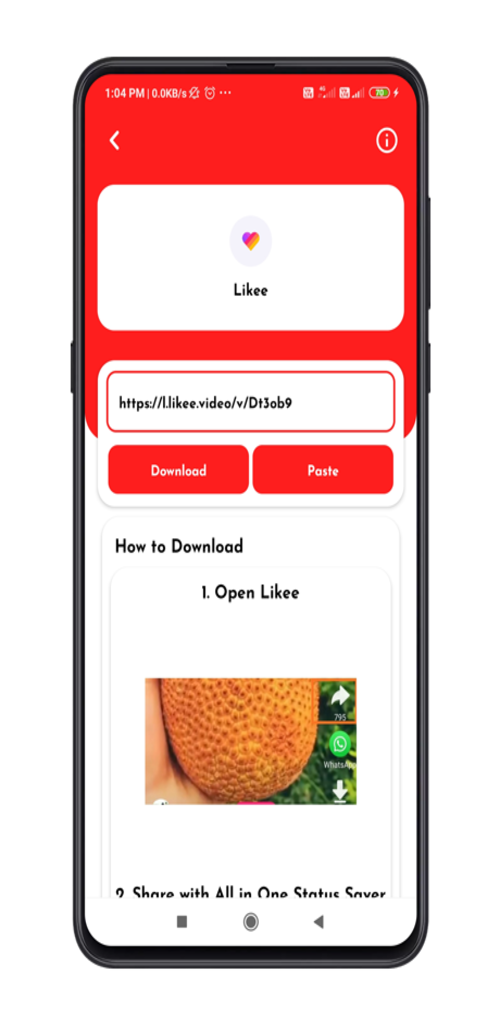 1:04 PM | 0.0KB/s
4G
70
Likee
https://l.likee.video/v/Dt3ob9
Download Paste
How to Download
1. Open Likee
795
WhatsApp
2. Share with All in One Status Saver